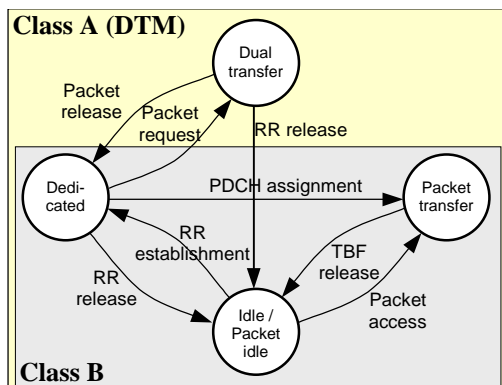 Class A (DTM)
Dual
transfer
Packet
release
Packet
request
RR release
Dedi-
cated
PDCH assignment
Packet
transfer
RR
establishment
TBF
release
RR
release
Packet
access
Idle /
Packet
idle
Class B